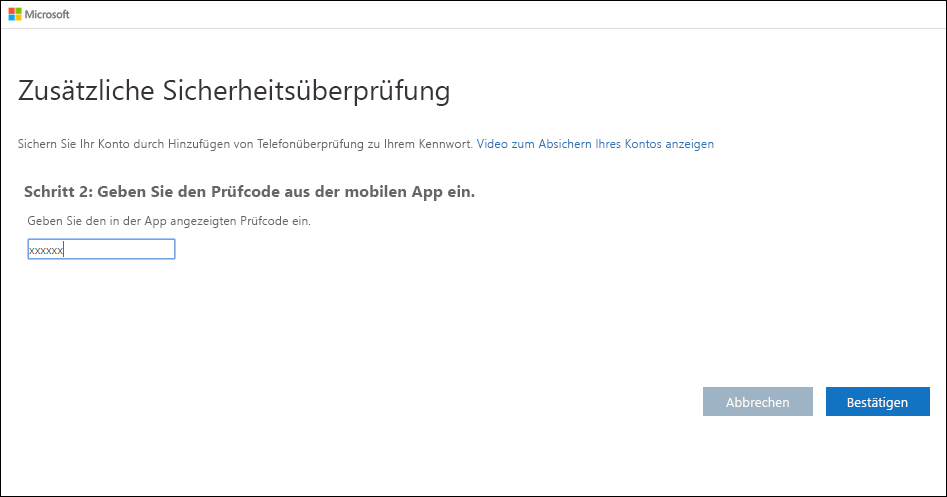 Microsoft
Zusätzliche Sicherheitsüberprüfung
Sichern Sie Ihr Konto durch Hinzufügen von Telefonüberprüfung zu Ihrem Kennwort. Video zum Absichern Ihres Kontos anzeigen
Schritt 2: Geben Sie den Prüfcode aus der mobilen App ein.
Geben Sie den in der App angezeigten Prüfcode ein.
xxxxxx
Abbrechen Bestätigen